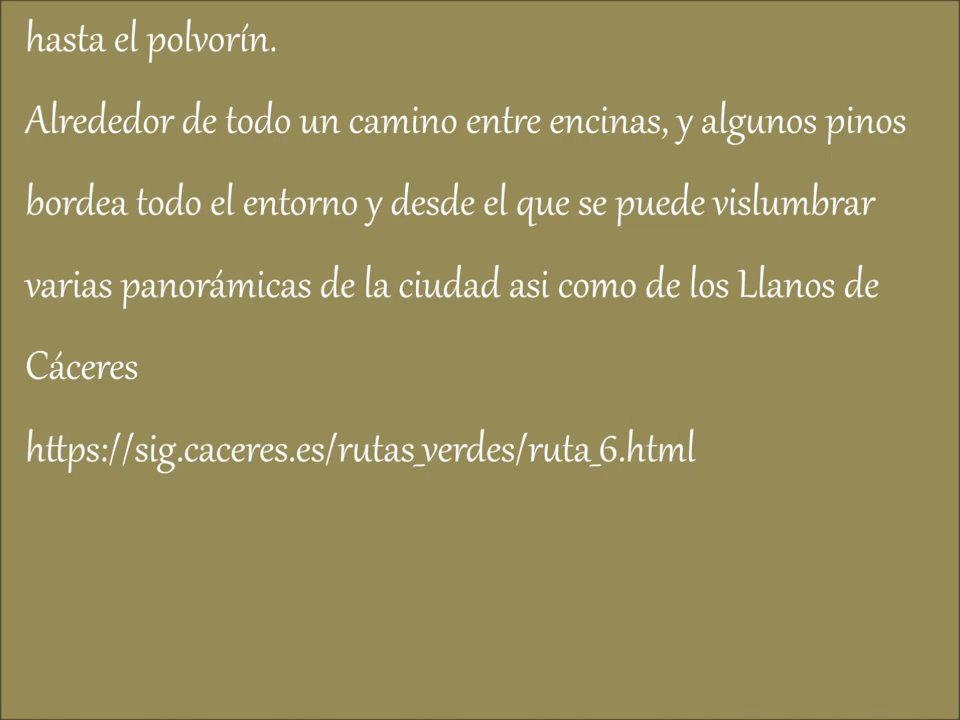 hasta el polvorín.
Alrededor de todo un camino entre encinas, y algunos pinos
bordea todo el entorno y desde el que se puede vislumbrar
varias panorámicas de la ciudad asi como de los Llanos de
Cáceres
https://sig.caceres.es/rutas_verdes/ruta_6.html